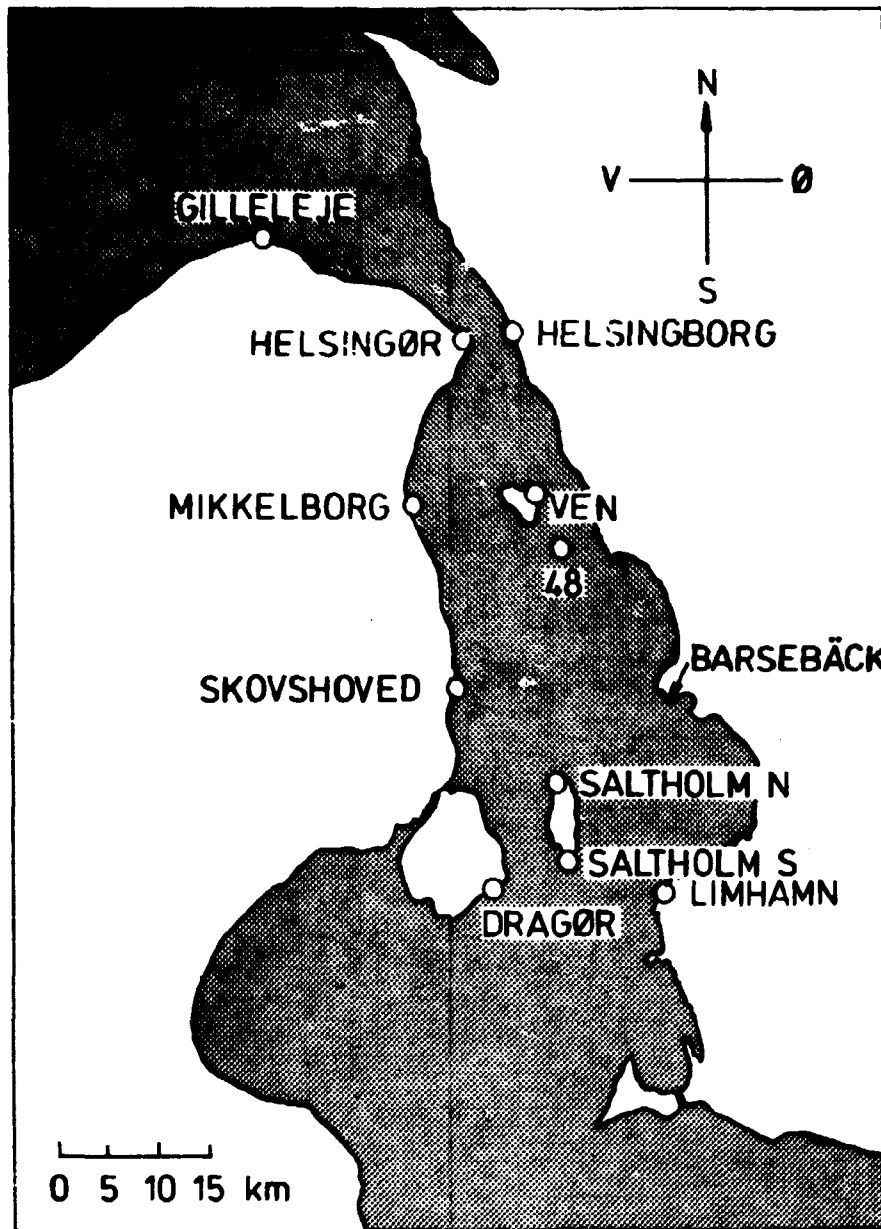 N
V Ø
S
GILLELEJE
HELSINGØR
HELSINGBORG
MIKKELBORG
VEN
48
BARSEBÄCK
SKOVSHOVED
SALTHOLM N
SALTHOLM S
LIMHAMN
DRAGØR
0 5 10 15 km